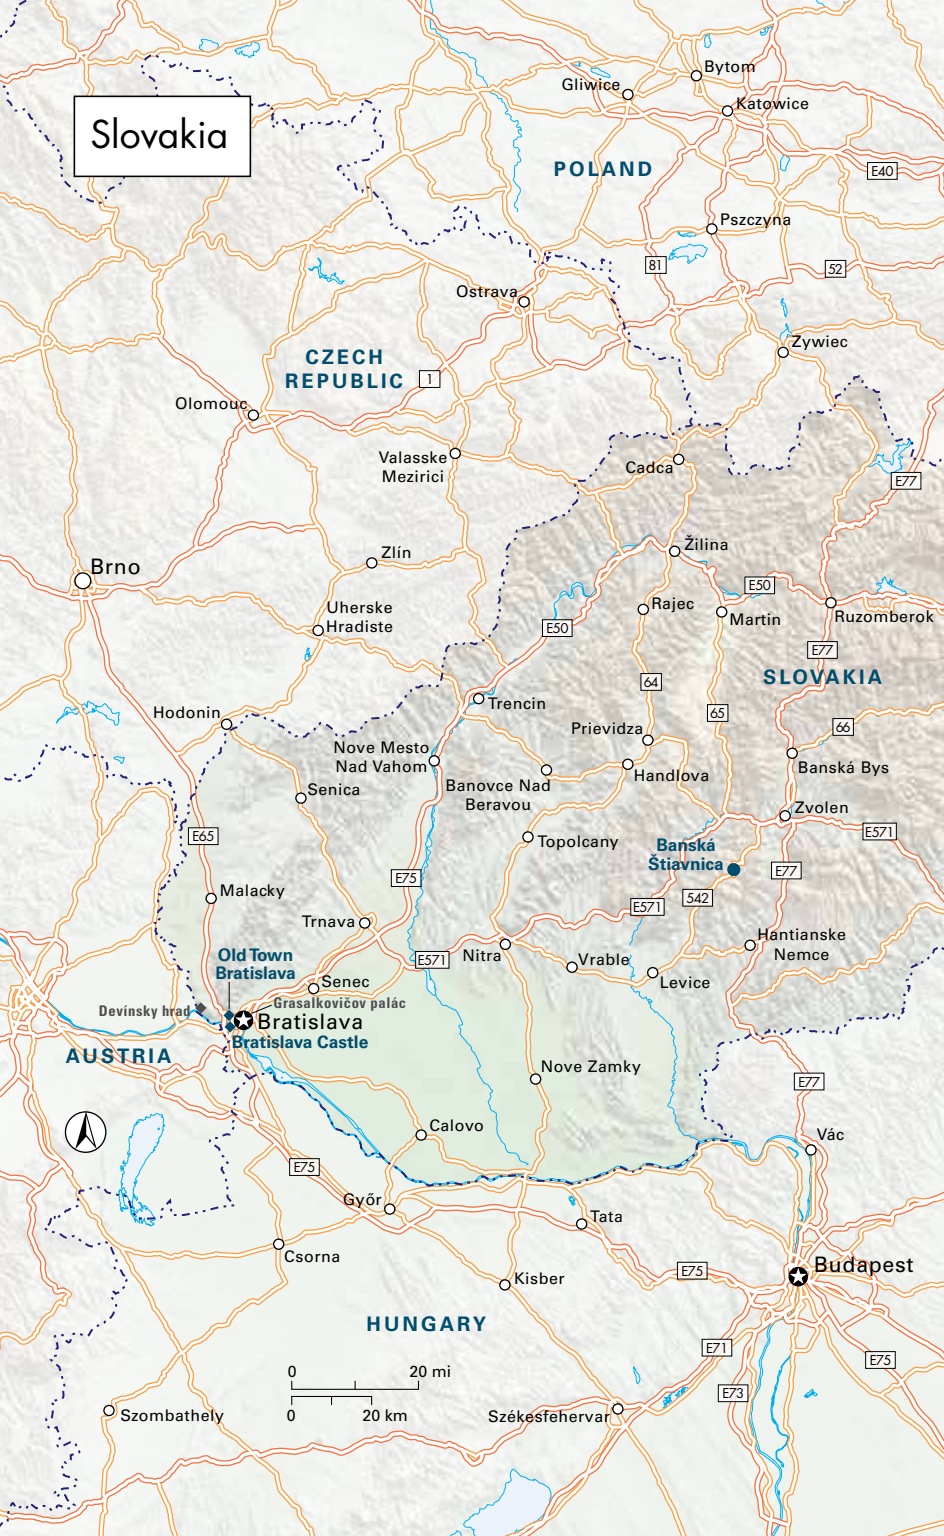 Bytom
Gliwice
Katowice
Slovakia
POLAND
E40
Pszczyna
81
52
Ostrava
Zywiec
CZECH
REPUBLIC
1
Olomouc
Valasske
Mezirici
Cadca
E77
Žilina
Zlín
Brno
E50
Rajec
Martin
Ruzomberok
Uherske
Hradiste
E50
E77
SLOVAKIA
64
Trencin
65
Hodonin
66
Prievidza
Nove Mesto
Nad Vahom
Banská Bys
Handlova
Banovce Nad
Beravou
Senica
Zvolen
E65
E571
Topolcany
Banská
Štiavnica
E77
E75
Malacky
542
E571
Trnava
Hantianske
Nemce
Old Town
Bratislava
Nitra
E571
Vrable
Senec
Levice
Grasalkovičov palác
Devínsky hrad
Bratislava
Bratislava Castle
AUSTRIA
Nove Zamky
E77
Calovo
Vác
E75
Győr
Tata
Csorna
Budapest
E75
Kisber
HUNGARY
E71
E75
0 20 mi
E73
0 20 km
Szombathely
Székesfehervar